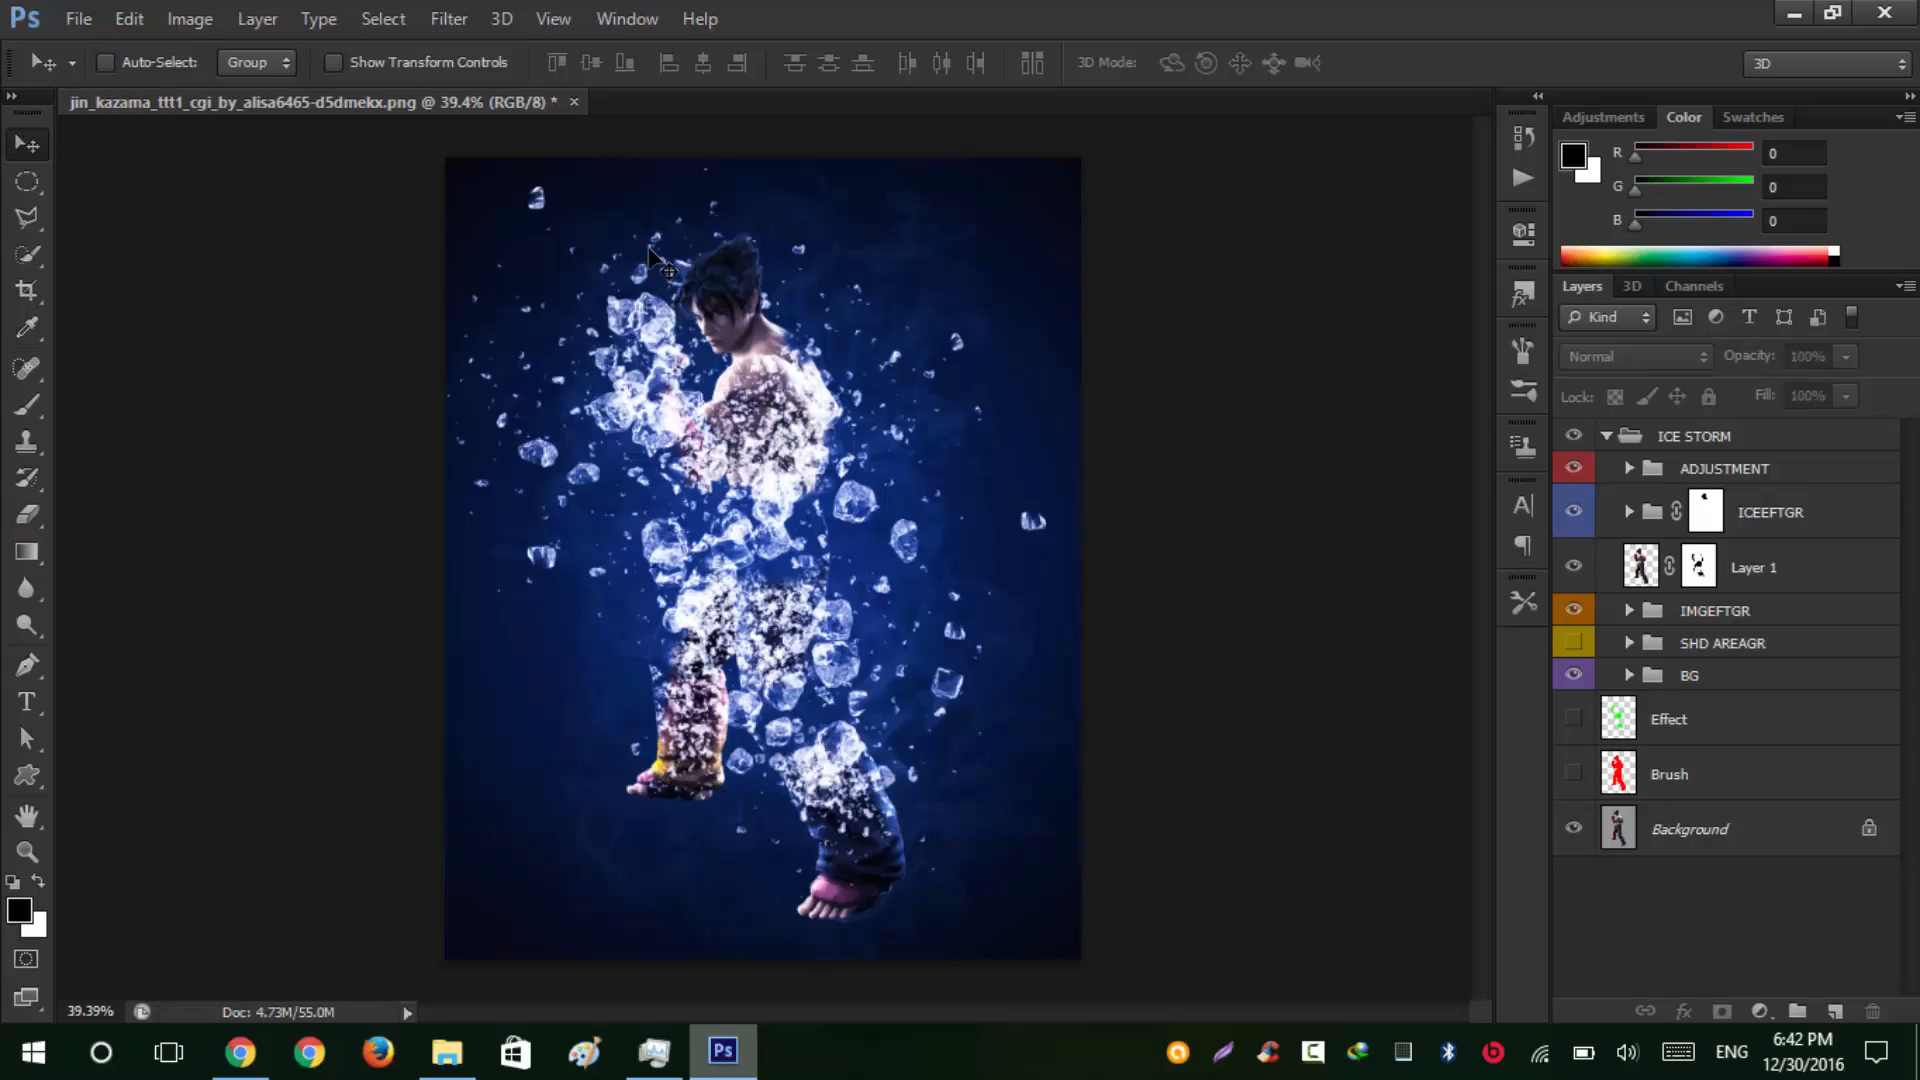 Ps File Edit Image Layer Type Select Filter 3D View Window Help
Auto-Select: Group Show Transform Controls 3D Mode: 3D
jin_kazama_ttt1_cgi_by_alisa6465-d5dmekx.png @ 39.4% (RGB/8) * ×
Adjustments Color Swatches
R 0
G 0
B 0
Layers 3D Channels
Kind
Normal Opacity: 100%
Lock: Fill: 100%
ICE STORM
ADJUSTMENT
ICEEFTGR
Layer 1
IMGEFTGR
SHD AREAGR
BG
Effect
Brush
Background
39.39% Doc: 4.73M/55.0M
Ps ENG 6:42 PM
12/30/2016